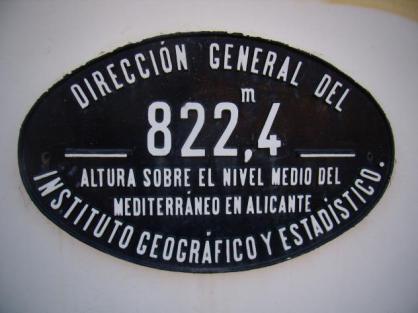 DIRECCIÓN GENERAL DEL
822,4 m
ALTURA SOBRE EL NIVEL MEDIO DEL
MEDITERRÁNEO EN ALICANTE
INSTITUTO GEOGRÁFICO Y ESTADÍSTICO.